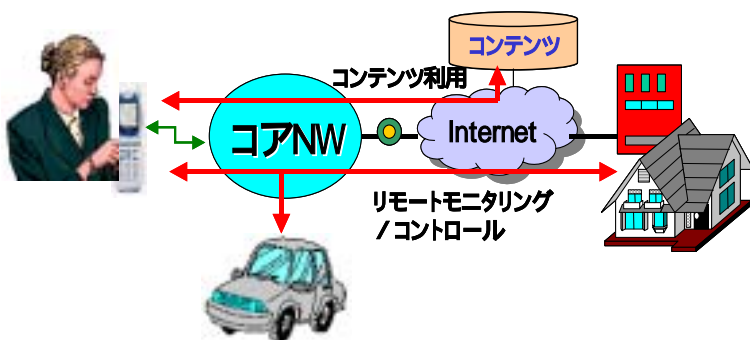 コンテンツ
コンテンツ利用
コアNW
Internet
リモートモニタリング
/コントロール